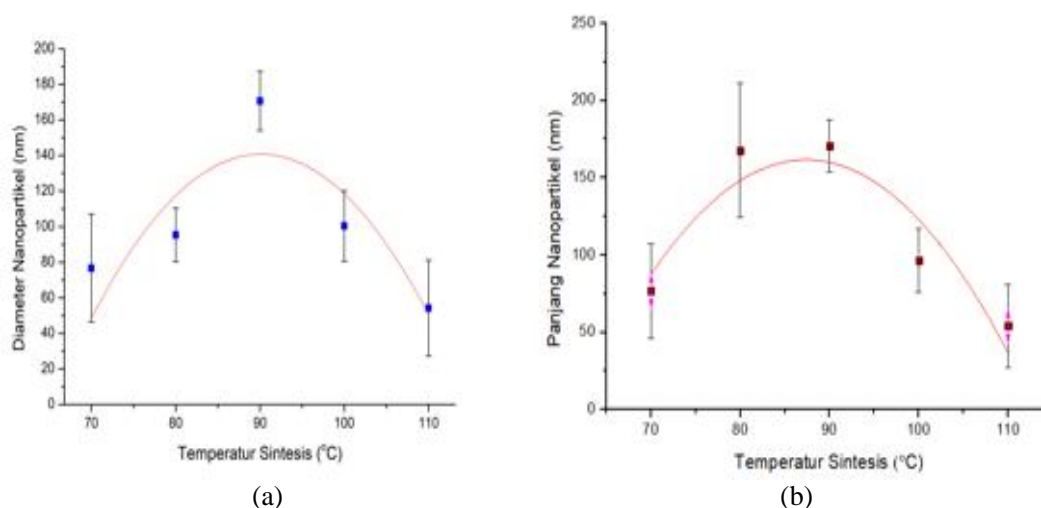 200
180
160
140
120
100
80
60
40
20
0
Diameter Nanopartikel (nm)
70 80 90 100 110
Temperatur Sintesis (°C)
(a)
250
200
150
100
50
0
Panjang Nanopartikel (nm)
70 80 90 100 110
Temperatur Sintesis (°C)
(b)